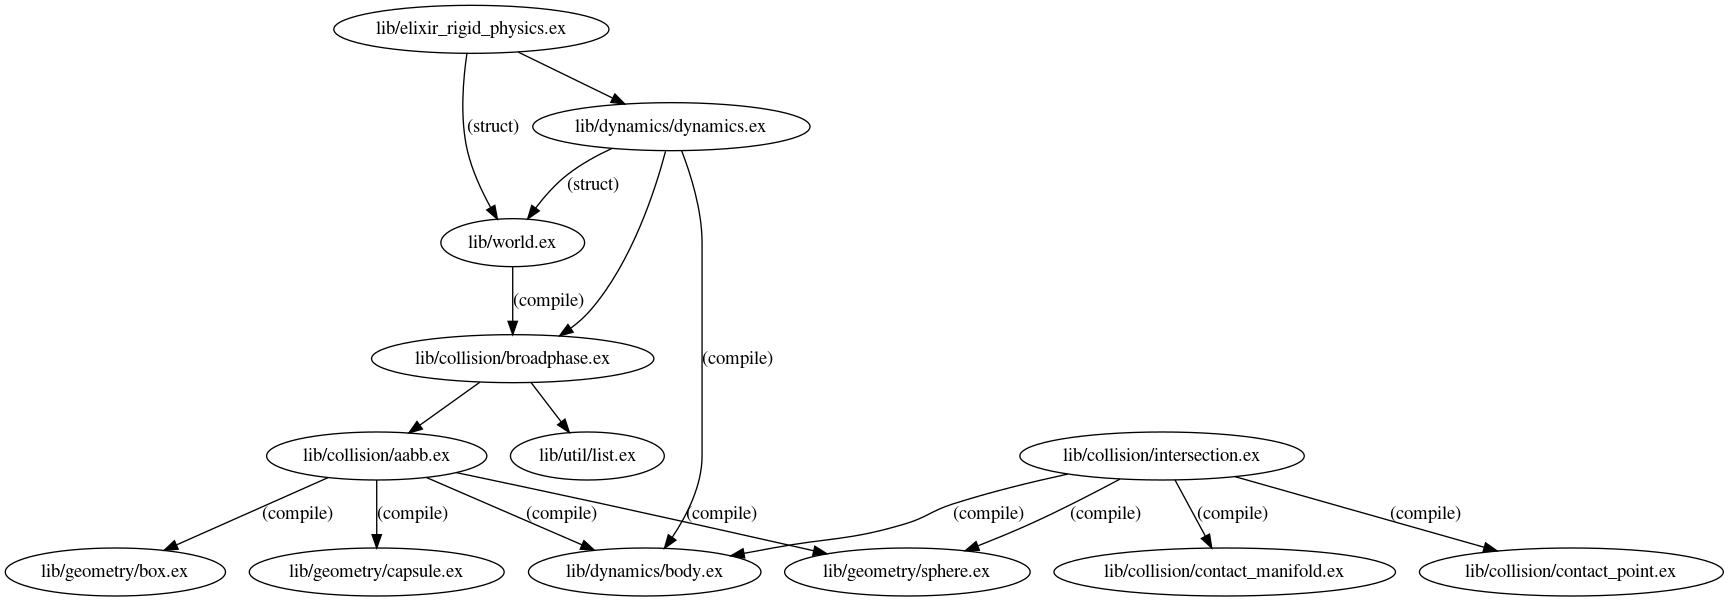 lib/elixir_rigid_physics.ex
(struct)
lib/dynamics/dynamics.ex
(struct)
lib/world.ex
(compile)
lib/collision/broadphase.ex
(compile)
lib/collision/aabb.ex
lib/util/list.ex
lib/collision/intersection.ex
(compile)
(compile)
(compile)
(compile)
(compile)
(compile)
(compile)
(compile)
lib/geometry/box.ex
lib/geometry/capsule.ex
lib/dynamics/body.ex
lib/geometry/sphere.ex
lib/collision/contact_manifold.ex
lib/collision/contact_point.ex